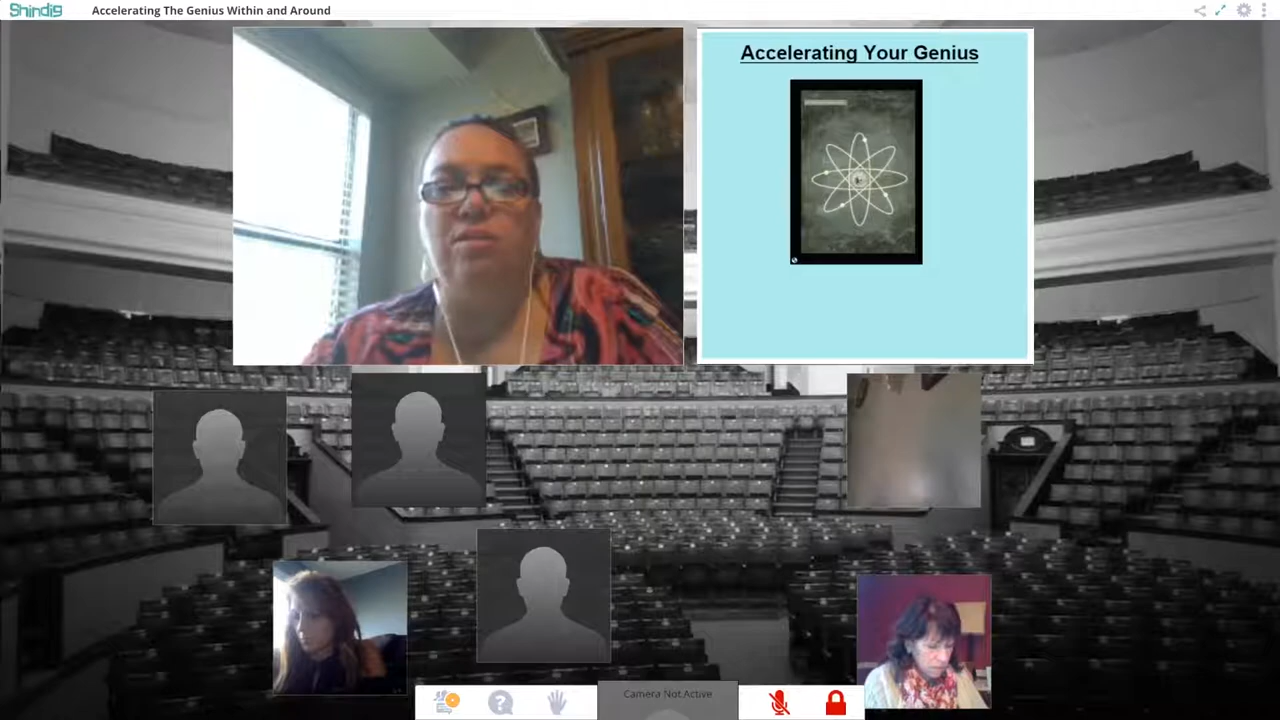 Shindig
Accelerating The Genius Within and Around
Accelerating Your Genius
Camera Not Active